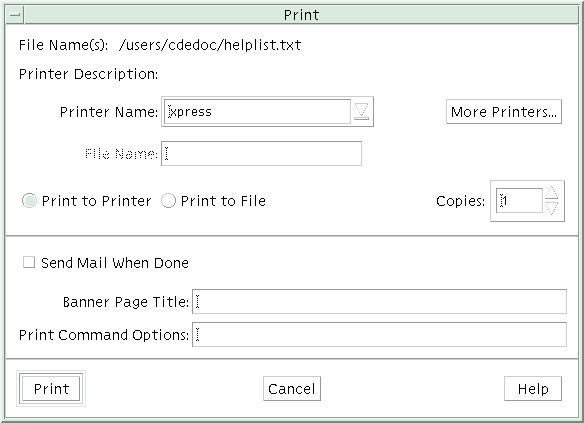 Print
File Name(s): /users/cdedoc/helplist.txt
Printer Description:
Printer Name: xpress More Printers...
File Name:
Print to Printer Print to File Copies: 1
Send Mail When Done
Banner Page Title:
Print Command Options:
Print Cancel Help